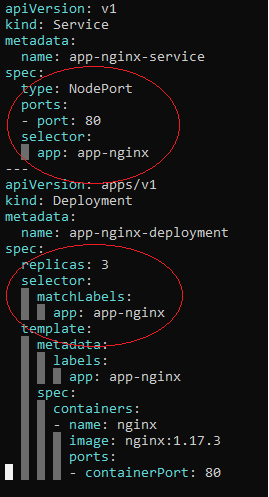 apiVersion: v1
kind: Service
metadata:
  name: app-nginx-service
spec:
  type: NodePort
  ports:
  - port: 80
  selector:
    app: app-nginx
---
apiVersion: apps/v1
kind: Deployment
metadata:
  name: app-nginx-deployment
spec:
  replicas: 3
  selector:
    matchLabels:
      app: app-nginx
  template:
    metadata:
      labels:
        app: app-nginx
    spec:
      containers:
      - name: nginx
        image: nginx:1.17.3
        ports:
        - containerPort: 80